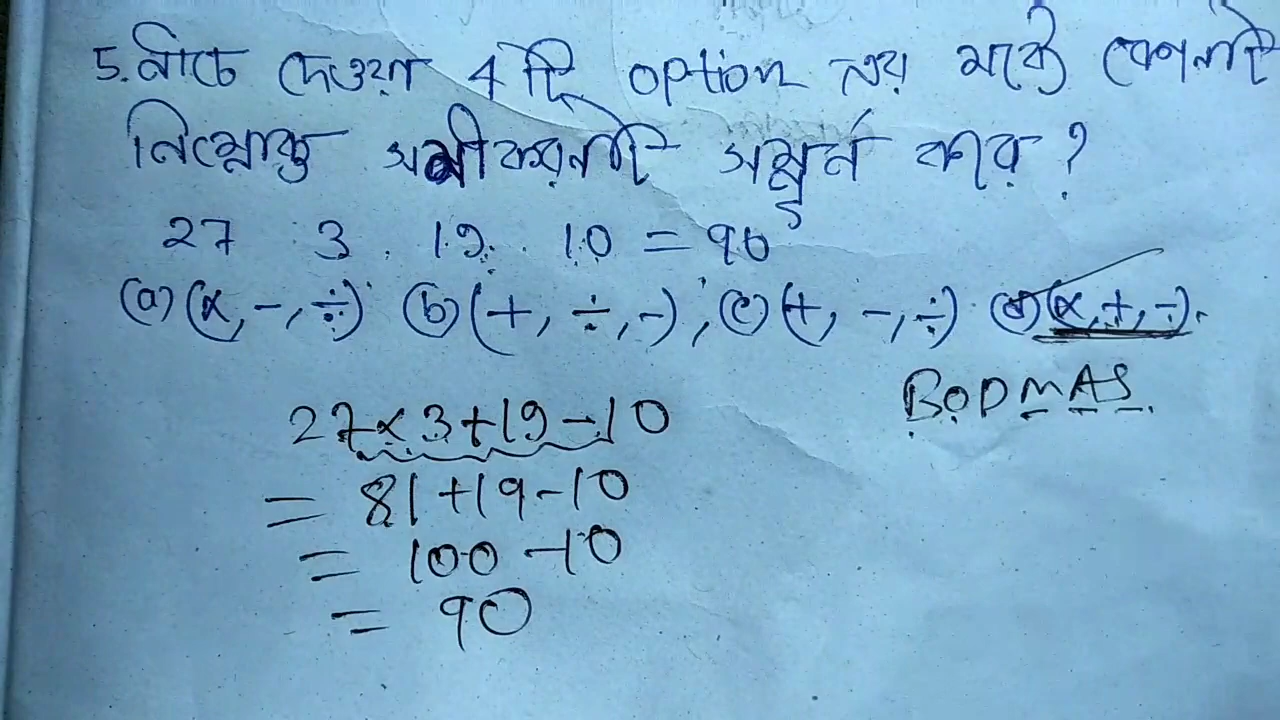 5. নীচে দেওয়া 4টি option এর মধ্যে কোনটি
নিম্নোক্ত সমীকরণটি সম্পূর্ন করে ?
27 3 19 10 = 90
(a) (×, -, ÷) (b) (+, ÷, -), (c) (+, -, ÷) (d) (×, +, -).
BODMAS
27×3+19-10
= 81+19-10
= 100-10
= 90